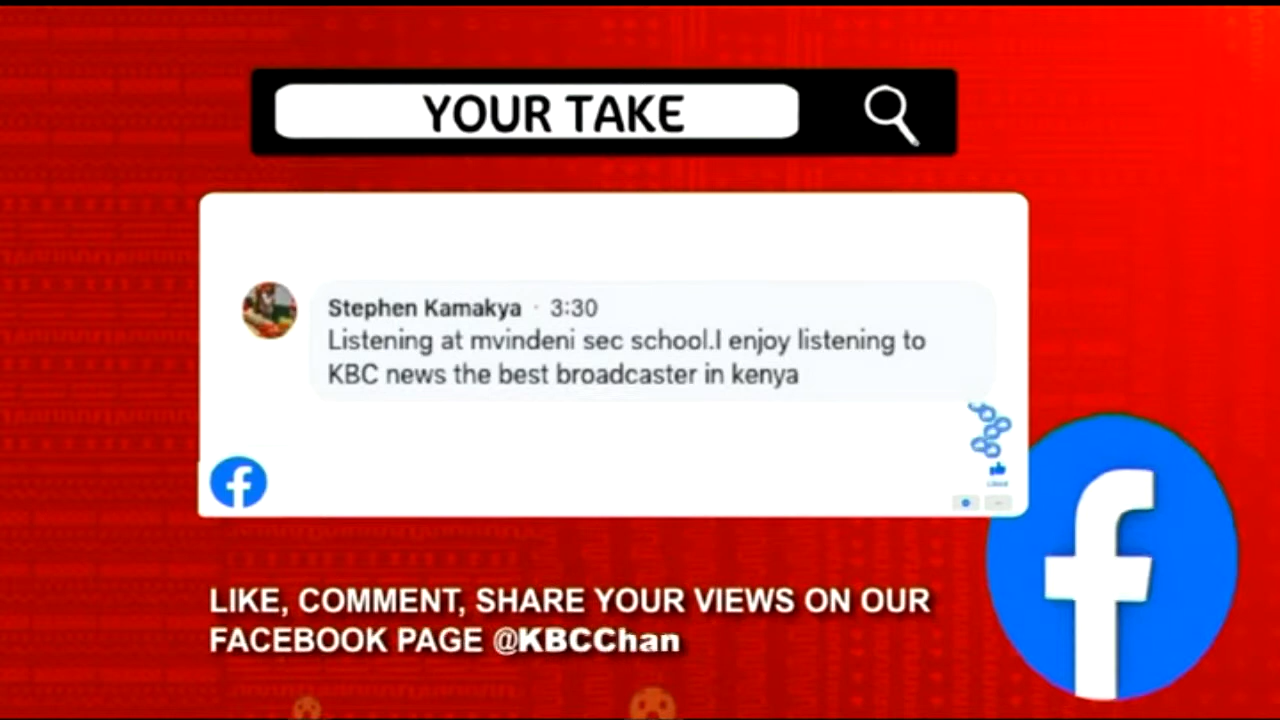 YOUR TAKE
Stephen Kamakya · 3:30
Listening at mvindeni sec school.I enjoy listening to
KBC news the best broadcaster in kenya
LIKE, COMMENT, SHARE YOUR VIEWS ON OUR
FACEBOOK PAGE @KBCChan